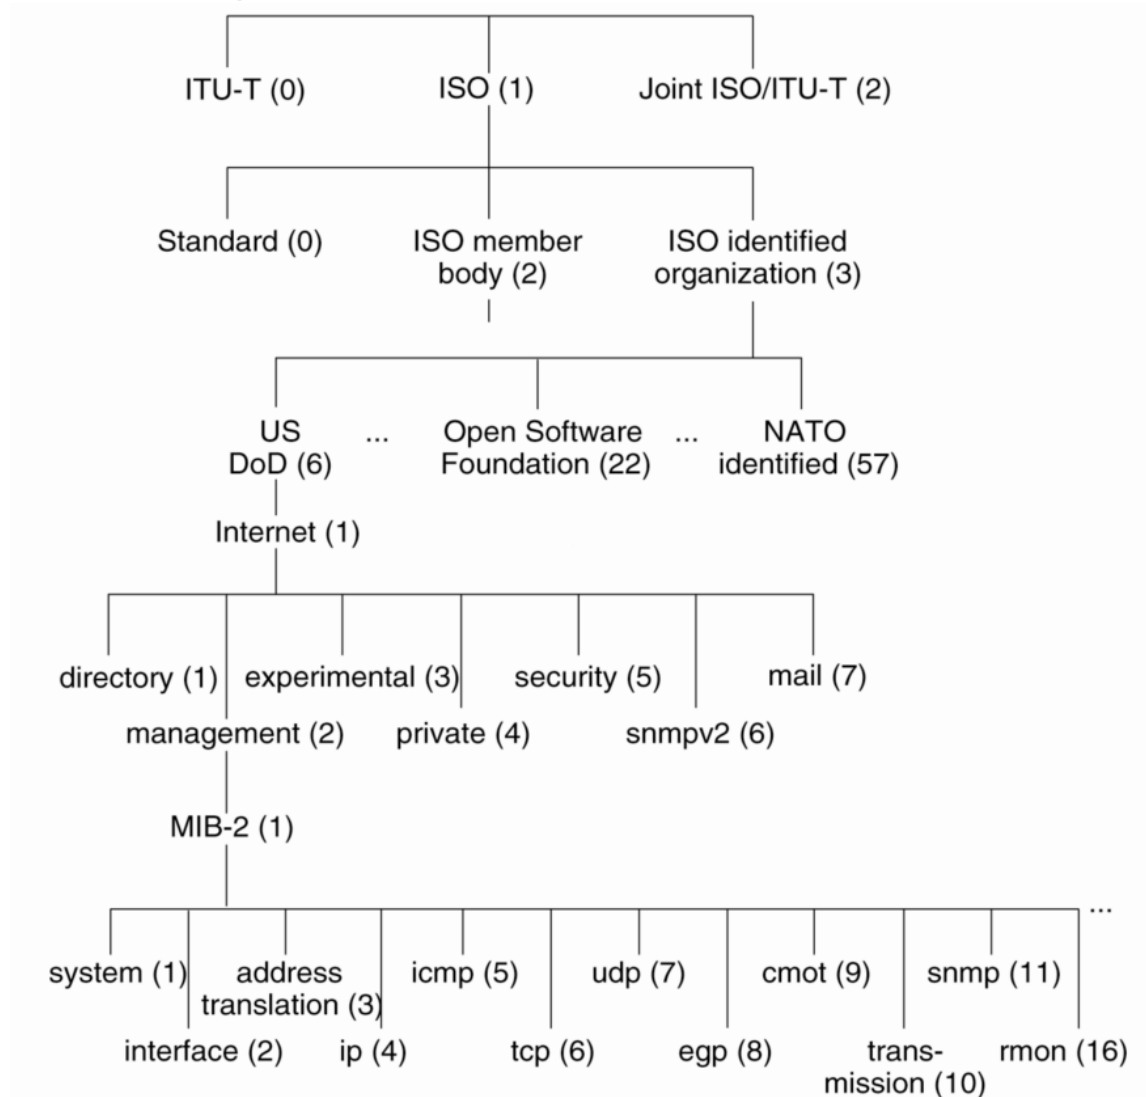 ITU-T (0) ISO (1) Joint ISO/ITU-T (2)
Standard (0) ISO member ISO identified
body (2) organization (3)
US ... Open Software ... NATO
DoD (6) Foundation (22) identified (57)
Internet (1)
directory (1) experimental (3) security (5) mail (7)
management (2) private (4) snmpv2 (6)
MIB-2 (1)
...
system (1) address icmp (5) udp (7) cmot (9) snmp (11)
translation (3)
interface (2) ip (4) tcp (6) egp (8) trans- rmon (16)
mission (10)